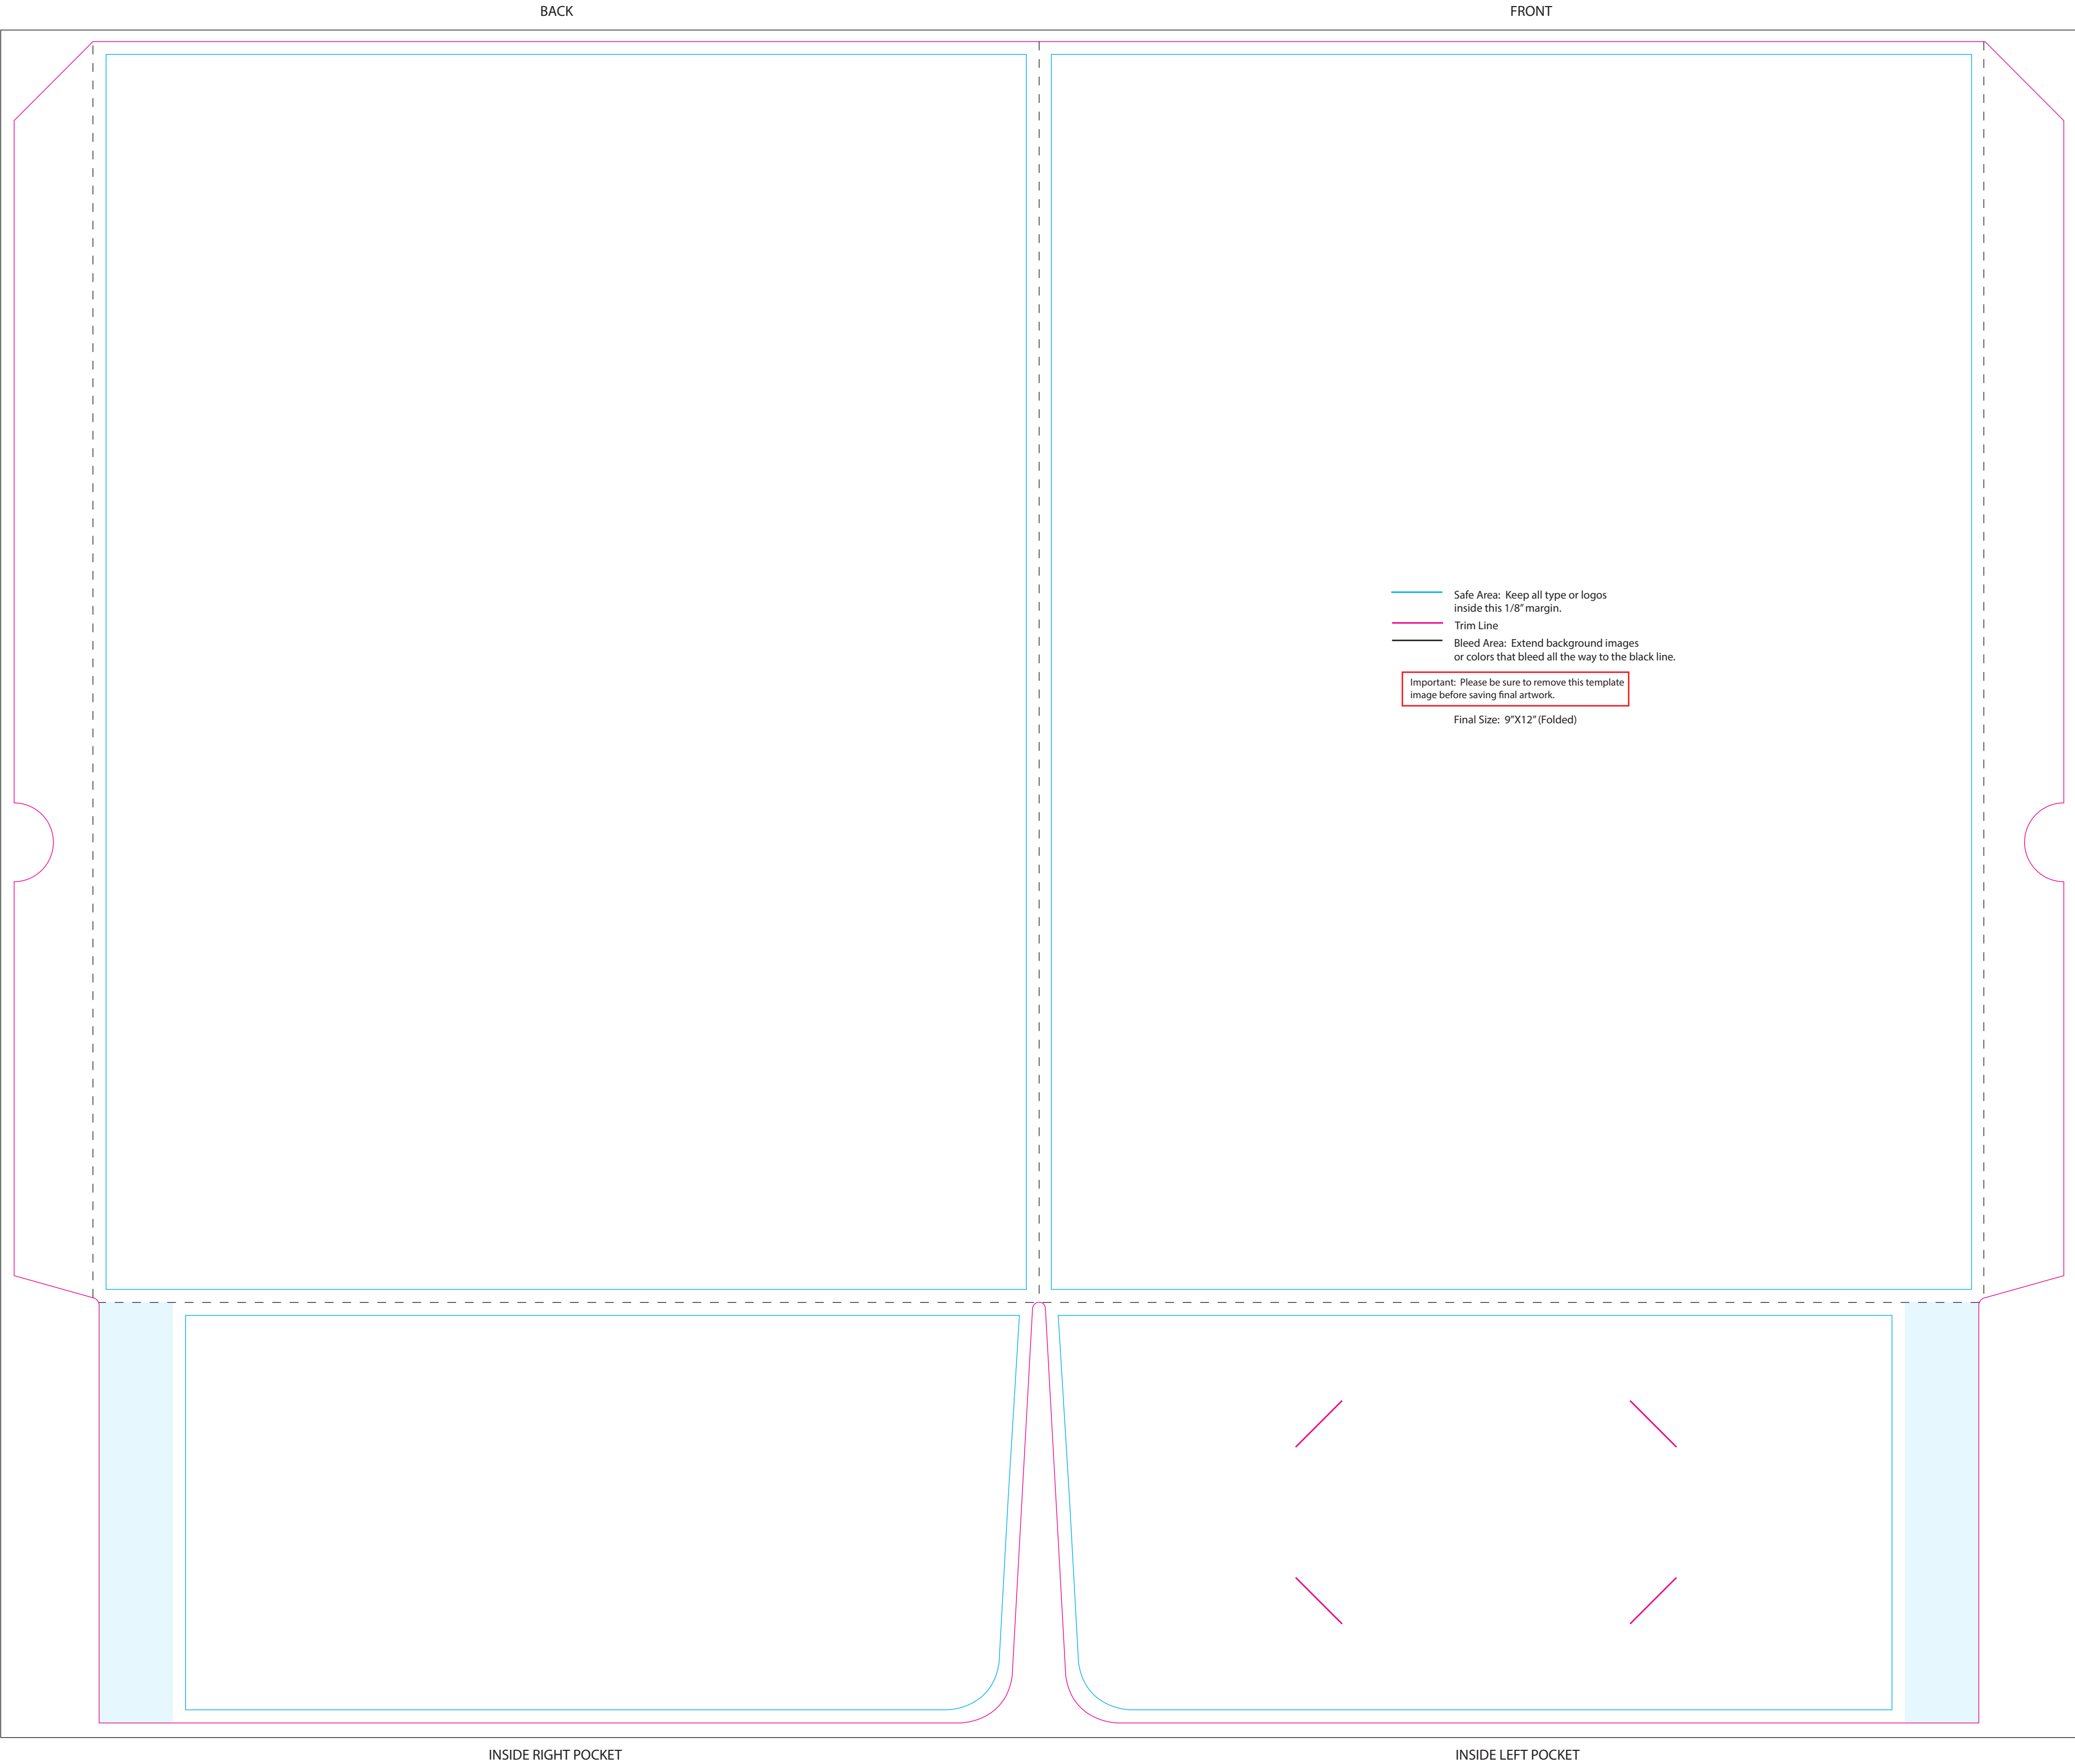 BACK
FRONT
Safe Area:  Keep all type or logos
inside this 1/8" margin.
Trim Line
Bleed Area:  Extend background images
or colors that bleed all the way to the black line.
Important:  Please be sure to remove this template
image before saving final artwork.
Final Size:  9"X12" (Folded)
INSIDE RIGHT POCKET
INSIDE LEFT POCKET